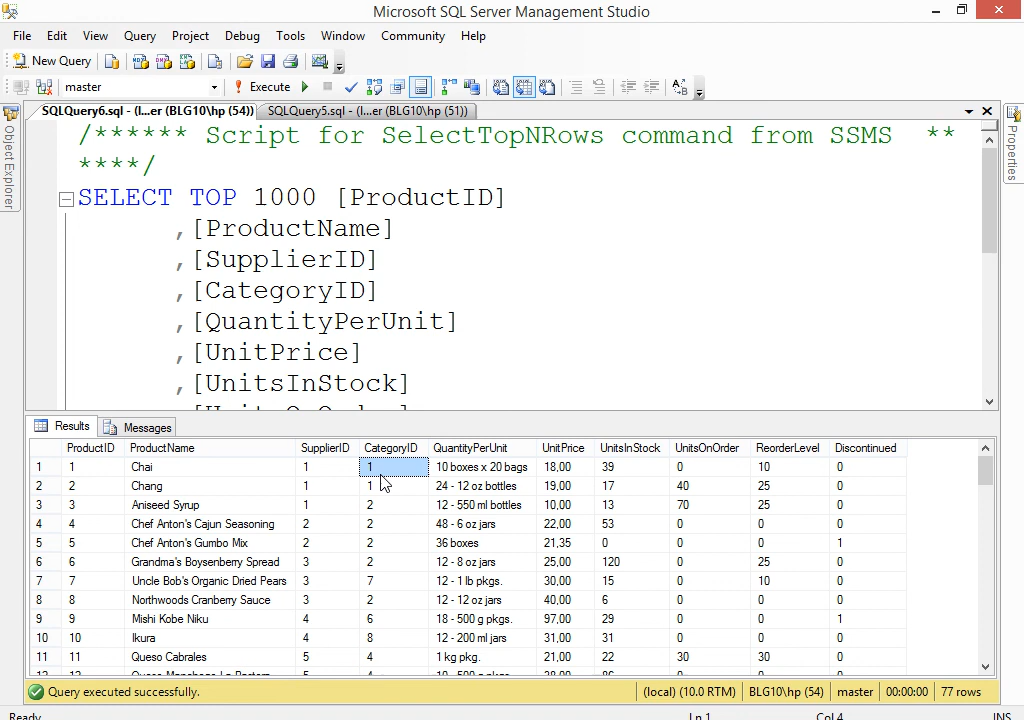 Microsoft SQL Server Management Studio
File Edit View Query Project Debug Tools Window Community Help
New Query
master Execute
SQLQuery6.sql - (l...er (BLG10\hp (54)) SQLQuery5.sql - (l...er (BLG10\hp (51))
Object Explorer
Properties
/****** Script for SelectTopNRows command from SSMS **
****/
SELECT TOP 1000 [ProductID]
,[ProductName]
,[SupplierID]
,[CategoryID]
,[QuantityPerUnit]
,[UnitPrice]
,[UnitsInStock]
Results Messages
ProductID ProductName SupplierID CategoryID QuantityPerUnit UnitPrice UnitsInStock UnitsOnOrder ReorderLevel Discontinued
1 1 Chai 1 1 10 boxes x 20 bags 18,00 39 0 10 0
2 2 Chang 1 1 24 - 12 oz bottles 19,00 17 40 25 0
3 3 Aniseed Syrup 1 2 12 - 550 ml bottles 10,00 13 70 25 0
4 4 Chef Anton's Cajun Seasoning 2 2 48 - 6 oz jars 22,00 53 0 0 0
5 5 Chef Anton's Gumbo Mix 2 2 36 boxes 21,35 0 0 0 1
6 6 Grandma's Boysenberry Spread 3 2 12 - 8 oz jars 25,00 120 0 25 0
7 7 Uncle Bob's Organic Dried Pears 3 7 12 - 1 lb pkgs. 30,00 15 0 10 0
8 8 Northwoods Cranberry Sauce 3 2 12 - 12 oz jars 40,00 6 0 0 0
9 9 Mishi Kobe Niku 4 6 18 - 500 g pkgs. 97,00 29 0 0 1
10 10 Ikura 4 8 12 - 200 ml jars 31,00 31 0 0 0
11 11 Queso Cabrales 5 4 1 kg pkg. 21,00 22 30 30 0
Query executed successfully. (local) (10.0 RTM) BLG10\hp (54) master 00:00:00 77 rows
Ready Ln 1 Col 4 INS